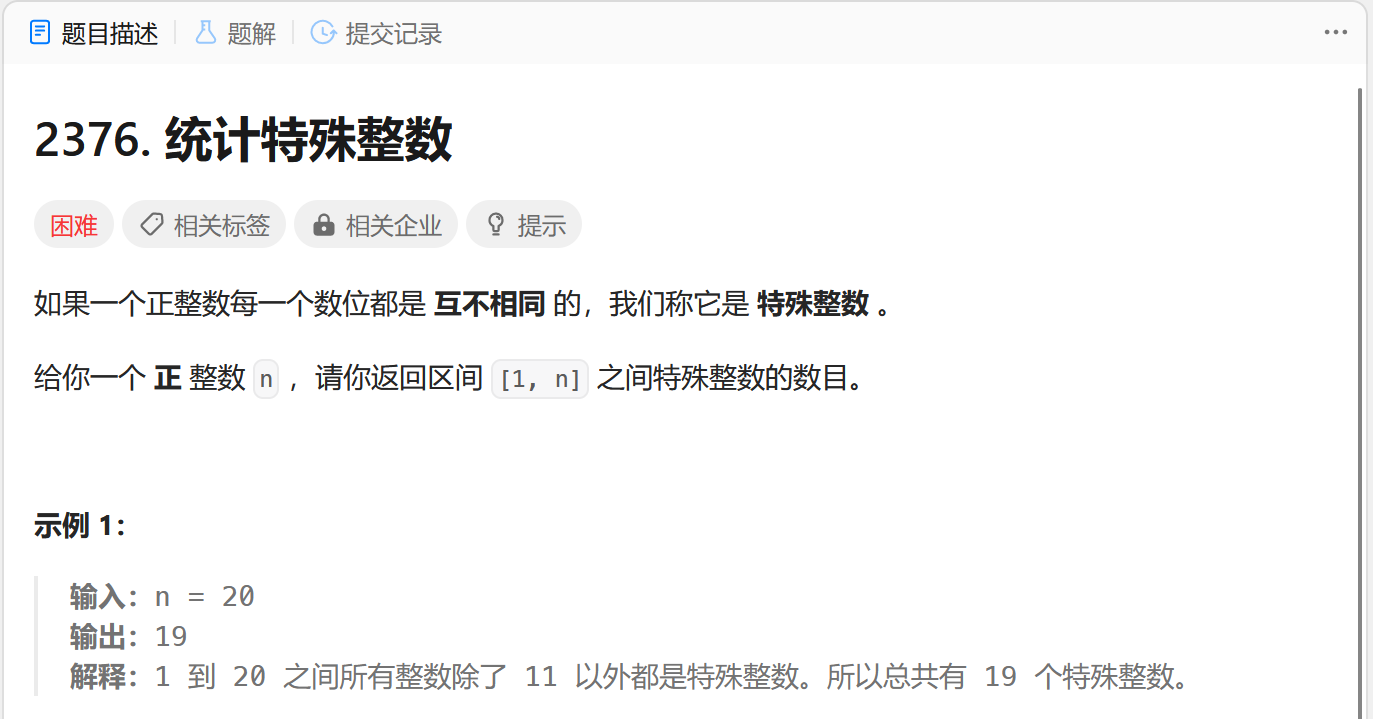 题目描述 题解 提交记录
2376. 统计特殊整数
困难 相关标签 相关企业 提示
如果一个正整数每一个数位都是 互不相同 的，我们称它是 特殊整数 。
给你一个 正 整数 n ，请你返回区间 [1, n] 之间特殊整数的数目。
示例 1：
输入：n = 20
输出：19
解释：1 到 20 之间所有整数除了 11 以外都是特殊整数。所以总共有 19 个特殊整数。